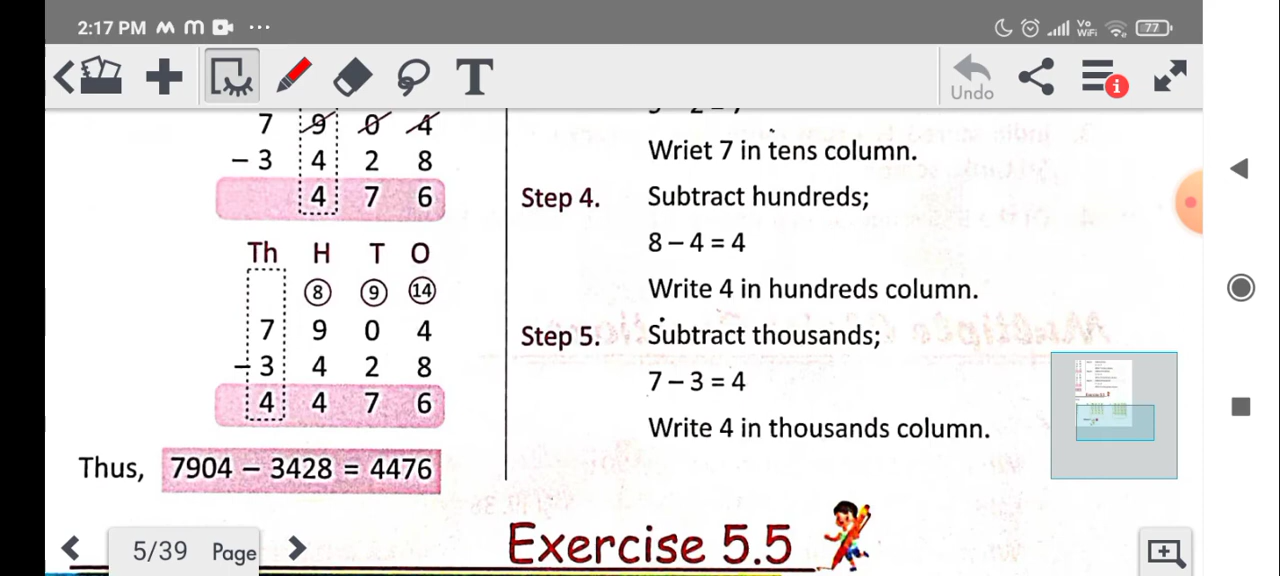 2:17 PM
Vo WiFi 77
Undo
T
7 9 0 4
– 3 4 2 8
4 7 6
Wriet 7 in tens column.
Step 4. Subtract hundreds;
8 – 4 = 4
Write 4 in hundreds column.
Th H T O
8 9 14
7 9 0 4
– 3 4 2 8
4 4 7 6
Step 5. Subtract thousands;
7 – 3 = 4
Write 4 in thousands column.
Thus, 7904 – 3428 = 4476
Exercise 5.5
5/39 Page